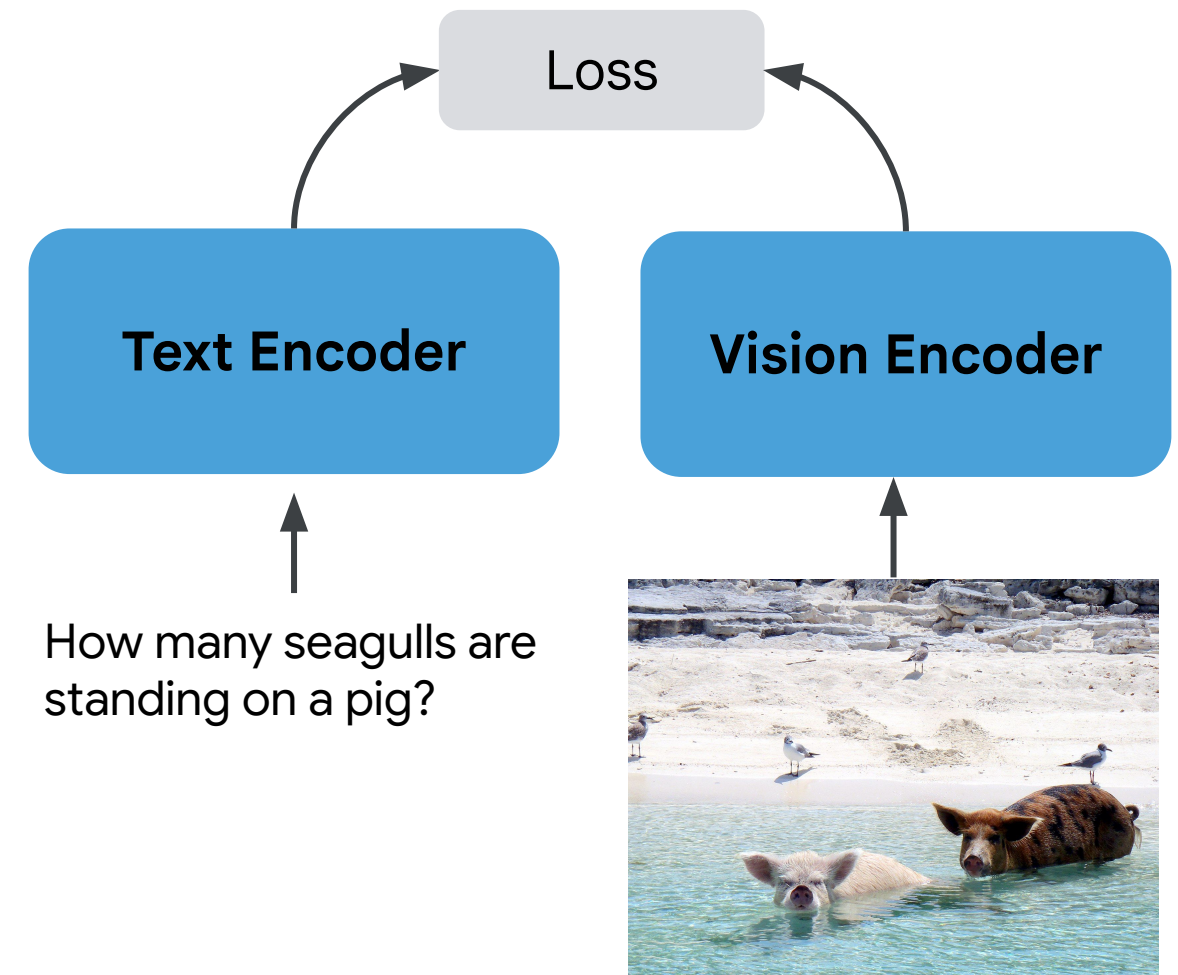 Loss
Text Encoder
Vision Encoder
How many seagulls are
standing on a pig?